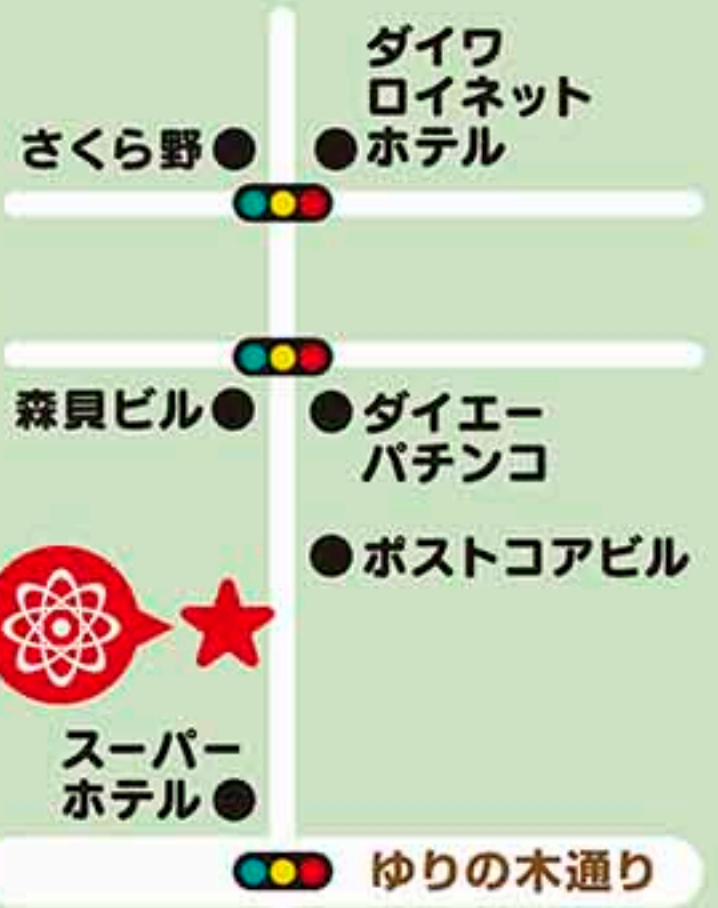 ダイワ
ロイネット
ホテル
さくら野
森貝ビル
ダイエー
パチンコ
ポストコアビル
スーパー
ホテル
ゆりの木通り